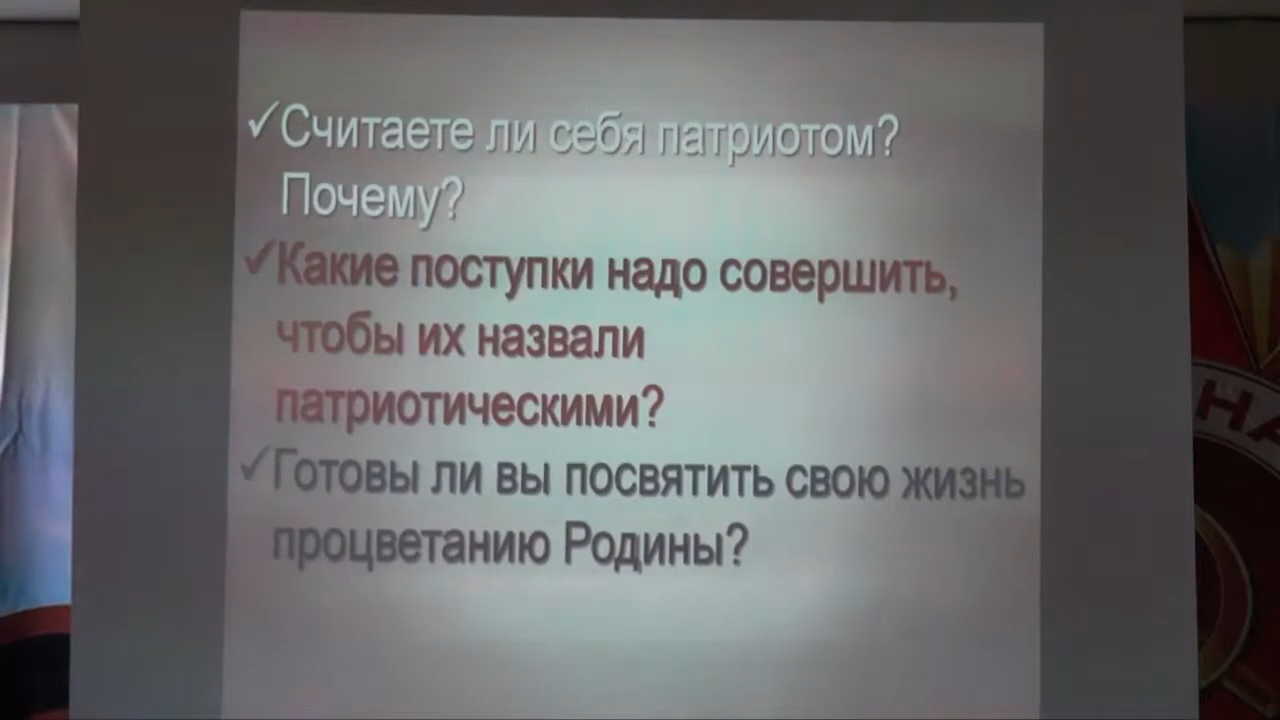 ✓Считаете ли себя патриотом?
Почему?
✓Какие поступки надо совершить,
чтобы их назвали
патриотическими?
✓Готовы ли вы посвятить свою жизнь
процветанию Родины?
НА